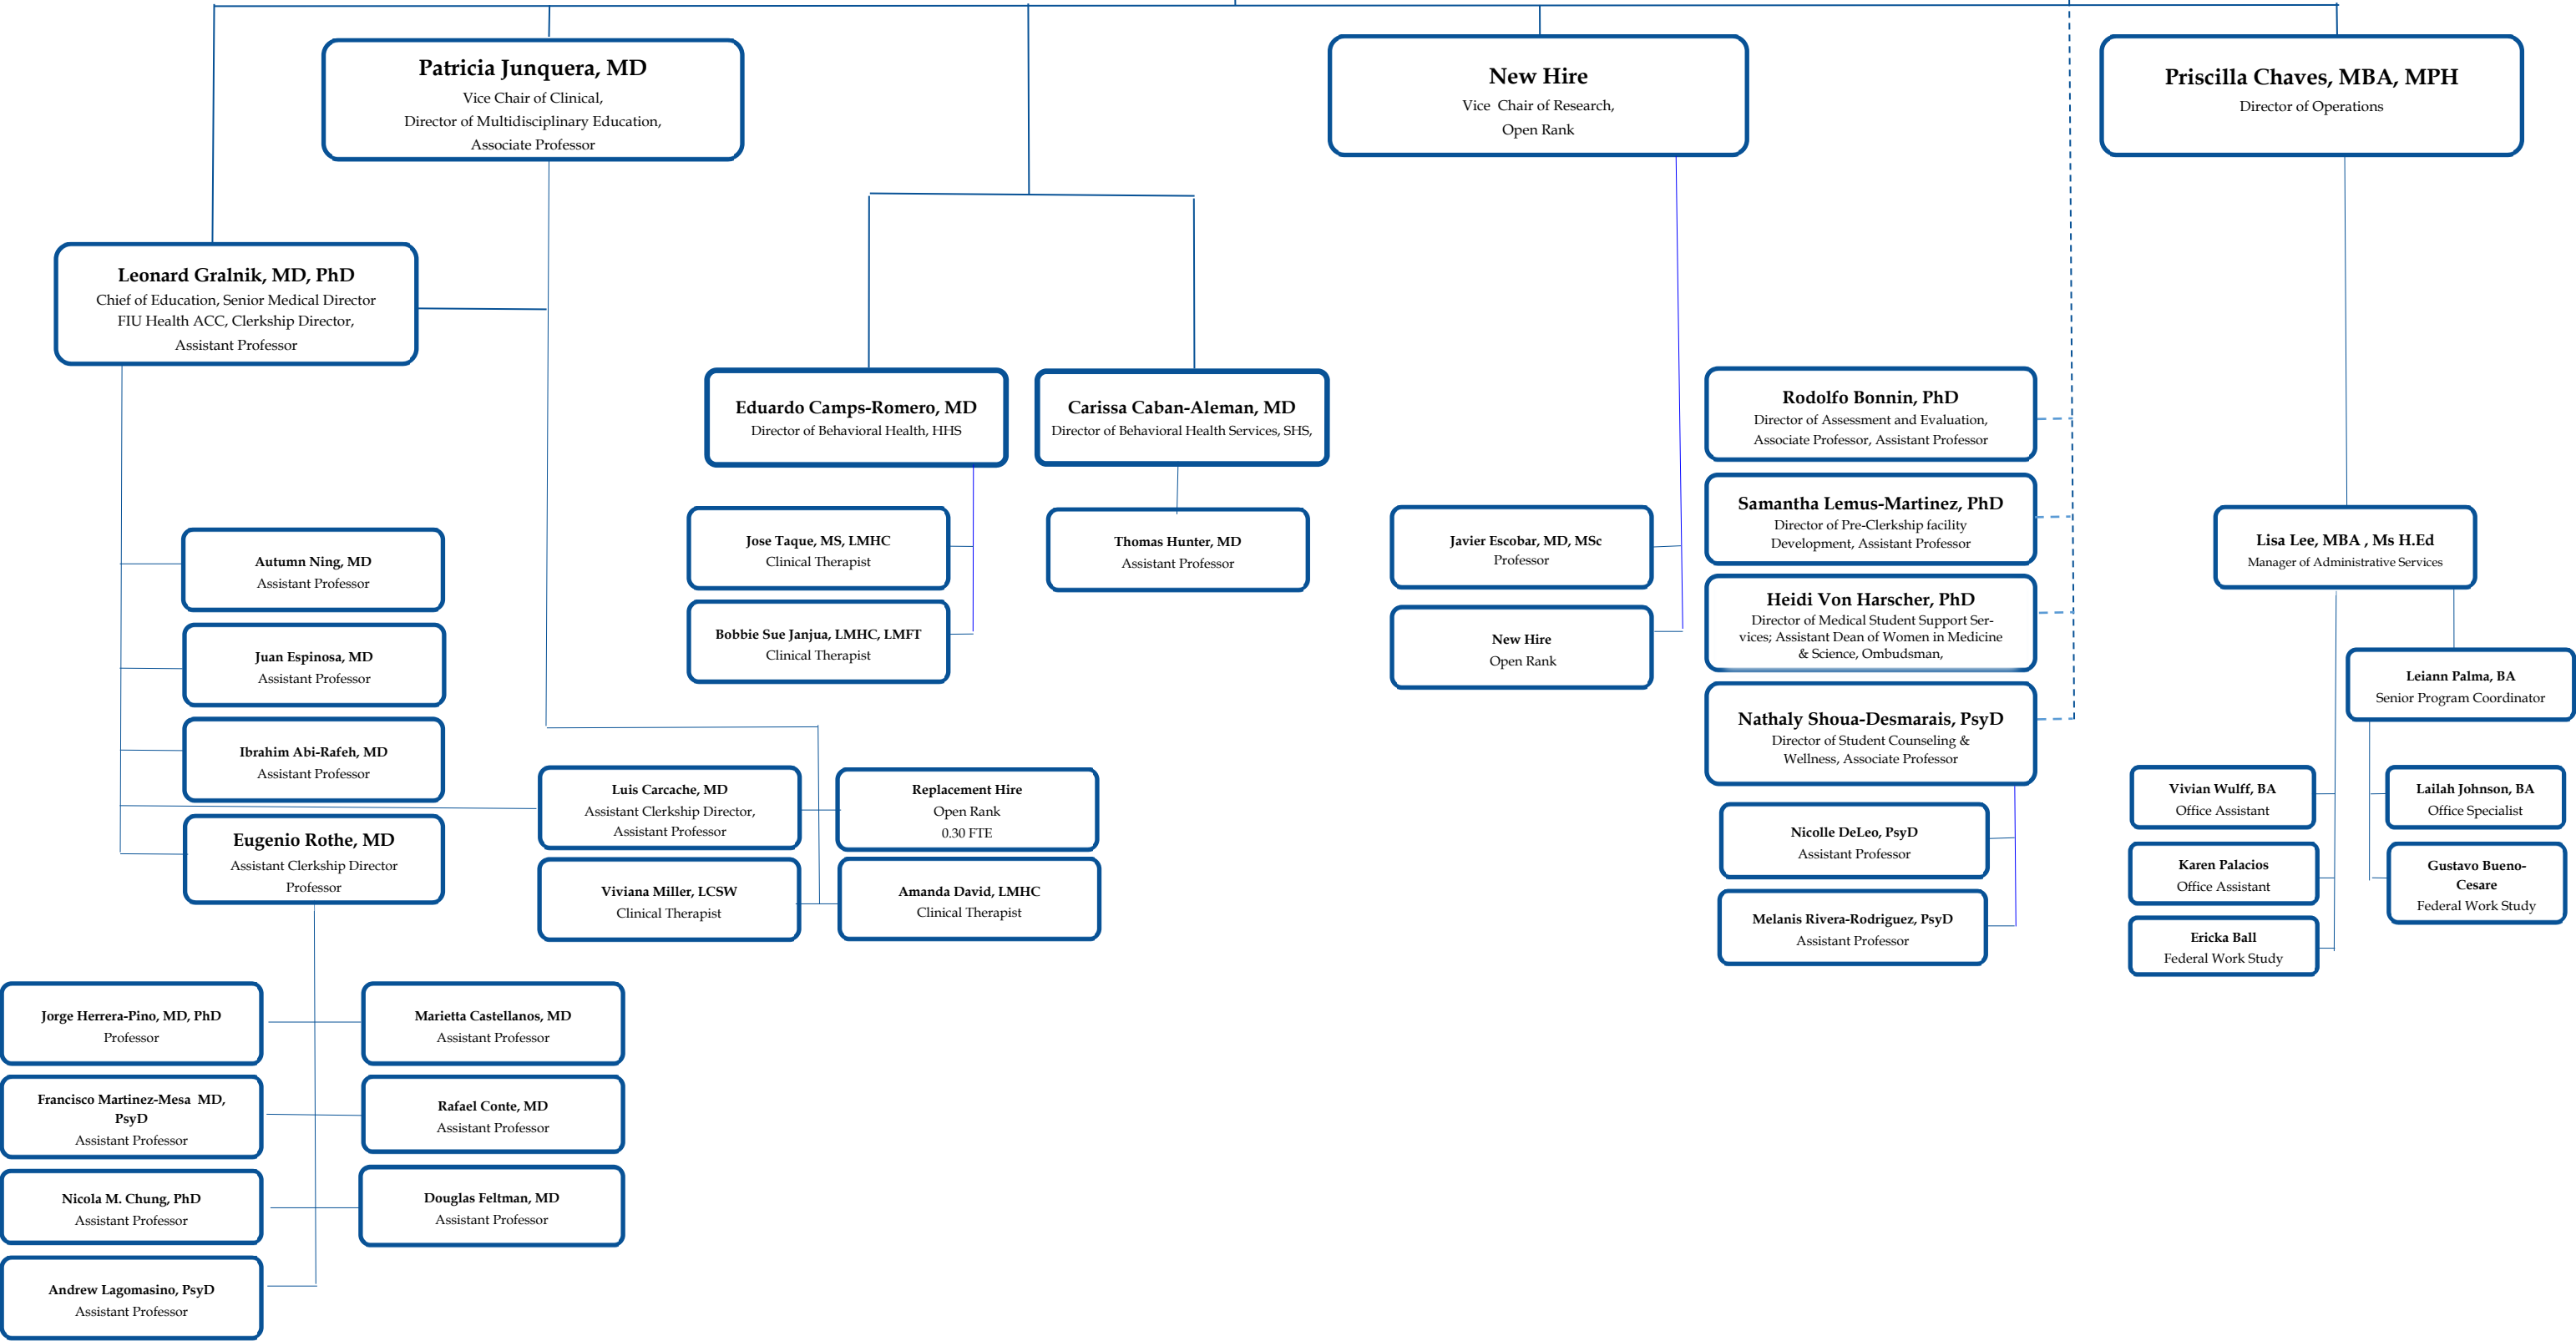 Patricia Junquera, MD
Vice Chair of Clinical,
Director of Multidisciplinary Education,
Associate Professor
New Hire
Vice Chair of Research,
Open Rank
Priscilla Chaves, MBA, MPH
Director of Operations
Leonard Gralnik, MD, PhD
Chief of Education, Senior Medical Director
FIU Health ACC, Clerkship Director,
Assistant Professor
Eduardo Camps-Romero, MD
Director of Behavioral Health, HHS
Carissa Caban-Aleman, MD
Director of Behavioral Health Services, SHS,
Rodolfo Bonnin, PhD
Director of Assessment and Evaluation,
Associate Professor, Assistant Professor
Samantha Lemus-Martinez, PhD
Director of Pre-Clerkship facility
Development, Assistant Professor
Heidi Von Harscher, PhD
Director of Medical Student Support Ser-
vices; Assistant Dean of Women in Medicine
& Science, Ombudsman,
Nathaly Shoua-Desmarais, PsyD
Director of Student Counseling &
Wellness, Associate Professor
Nicolle DeLeo, PsyD
Assistant Professor
Melanis Rivera-Rodriguez, PsyD
Assistant Professor
Autumn Ning, MD
Assistant Professor
Juan Espinosa, MD
Assistant Professor
Ibrahim Abi-Rafeh, MD
Assistant Professor
Eugenio Rothe, MD
Assistant Clerkship Director
Professor
Jose Taque, MS, LMHC
Clinical Therapist
Bobbie Sue Janjua, LMHC, LMFT
Clinical Therapist
Thomas Hunter, MD
Assistant Professor
Javier Escobar, MD, MSc
Professor
New Hire
Open Rank
Lisa Lee, MBA , Ms H.Ed
Manager of Administrative Services
Leiann Palma, BA
Senior Program Coordinator
Luis Carcache, MD
Assistant Clerkship Director,
Assistant Professor
Replacement Hire
Open Rank
0.30 FTE
Viviana Miller, LCSW
Clinical Therapist
Amanda David, LMHC
Clinical Therapist
Vivian Wulff, BA
Office Assistant
Lailah Johnson, BA
Office Specialist
Karen Palacios
Office Assistant
Gustavo Bueno-
Cesare
Federal Work Study
Ericka Ball
Federal Work Study
Jorge Herrera-Pino, MD, PhD
Professor
Marietta Castellanos, MD
Assistant Professor
Francisco Martinez-Mesa MD,
PsyD
Assistant Professor
Rafael Conte, MD
Assistant Professor
Nicola M. Chung, PhD
Assistant Professor
Douglas Feltman, MD
Assistant Professor
Andrew Lagomasino, PsyD
Assistant Professor